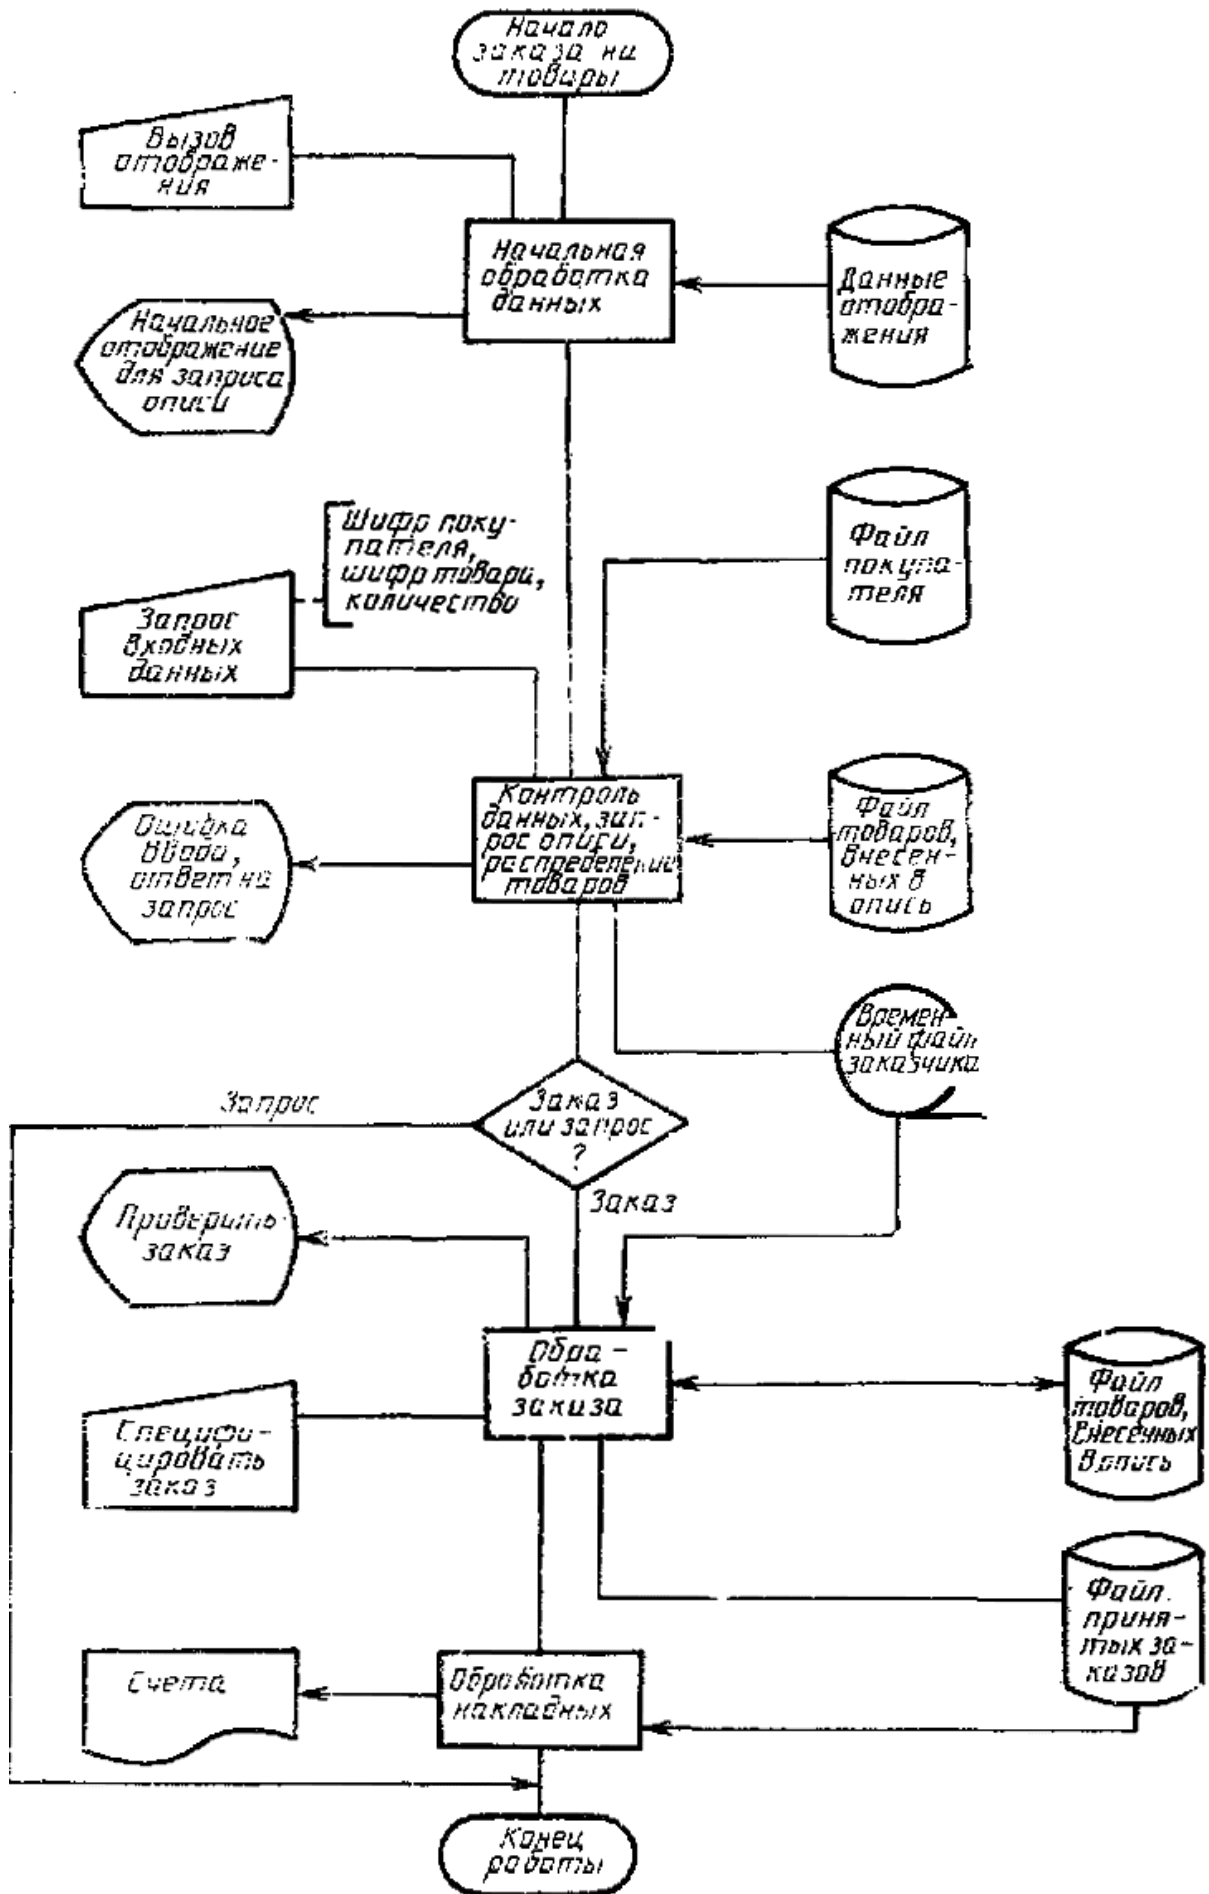 Начало
заказа на
товары
Вызов
отображе-
ния
Начальная
обработка
данных
Данные
отобра-
жения
Начальное
отображение
для запроса
описи
Шифр поку-
пателя,
шифр товара,
количество
Файл
покупа-
теля
Запрос
входных
данных
Контроль
данных, зап-
рос описи,
распределение
товаров
Файл
товаров,
внесен-
ных в
опись
Ошибка
ввода,
ответ на
запрос
Времен-
ный файл
заказчика
Запрос
Заказ
или запрос
?
Заказ
Проверить
заказ
Обра-
ботка
заказа
Файл
товаров,
внесенных
в опись
Специфи-
цировать
заказ
Файл
приня-
тых за-
казов
Счета
Обработка
накладных
Конец
работы